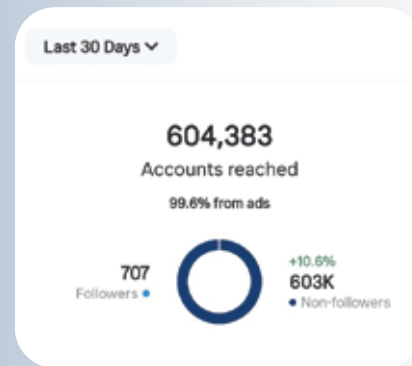 Last 30 Days
604,383
Accounts reached
99.6% from ads
707
Followers
+10.6%
603K
Non-followers